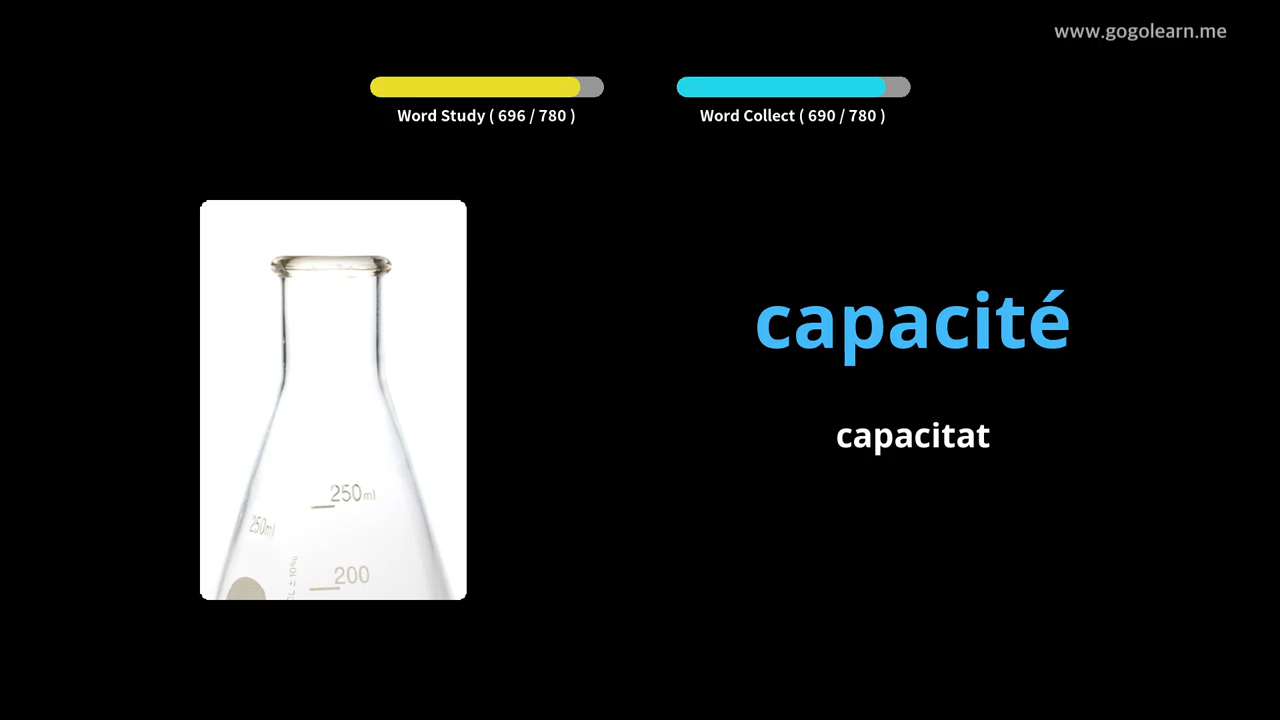 www.gogolearn.me
Word Study ( 696 / 780 )
Word Collect ( 690 / 780 )
capacité
capacitat
250ml
250ml
200